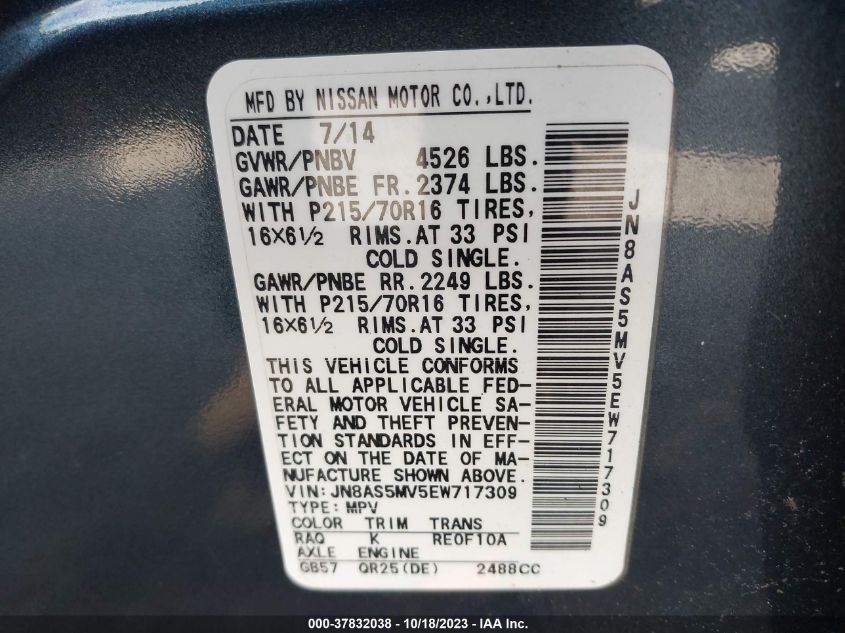 MFD BY NISSAN MOTOR CO.,LTD.
DATE 7/14
GVWR/PNBV 4526 LBS.
GAWR/PNBE FR. 2374 LBS.
WITH P215/70R16 TIRES,
16X6½ RIMS. AT 33 PSI
COLD SINGLE.
GAWR/PNBE RR. 2249 LBS.
WITH P215/70R16 TIRES,
16X6½ RIMS. AT 33 PSI
COLD SINGLE.
THIS VEHICLE CONFORMS
TO ALL APPLICABLE FED-
ERAL MOTOR VEHICLE SA-
FETY AND THEFT PREVEN-
TION STANDARDS IN EFF-
ECT ON THE DATE OF MA-
NUFACTURE SHOWN ABOVE.
VIN: JN8AS5MV5EW717309
TYPE: MPV
COLOR TRIM TRANS
RAQ K RE0F10A
AXLE ENGINE
GB57 QR25(DE) 2488CC
JN8AS5MV5EW717309
000-37832038 - 10/18/2023 - IAA, Inc.